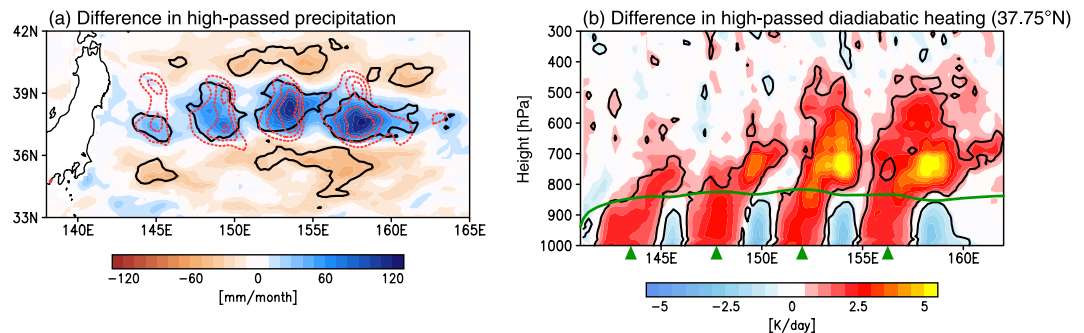 (a) Difference in high-passed precipitation
42N
39N
36N
33N
140E 145E 150E 155E 160E 165E
-120 -60 0 60 120
[mm/month]
(b) Difference in high-passed diadiabatic heating (37.75°N)
Height [hPa]
300
400
500
600
700
800
900
1000
145E 150E 155E 160E
-5 -2.5 0 2.5 5
[K/day]